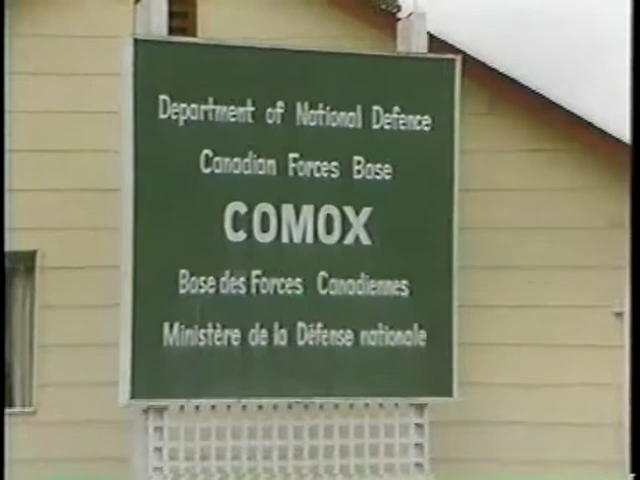 Department of National Defence
Canadian Forces Base
COMOX
Base des Forces Canadiennes
Ministère de la Défense nationale